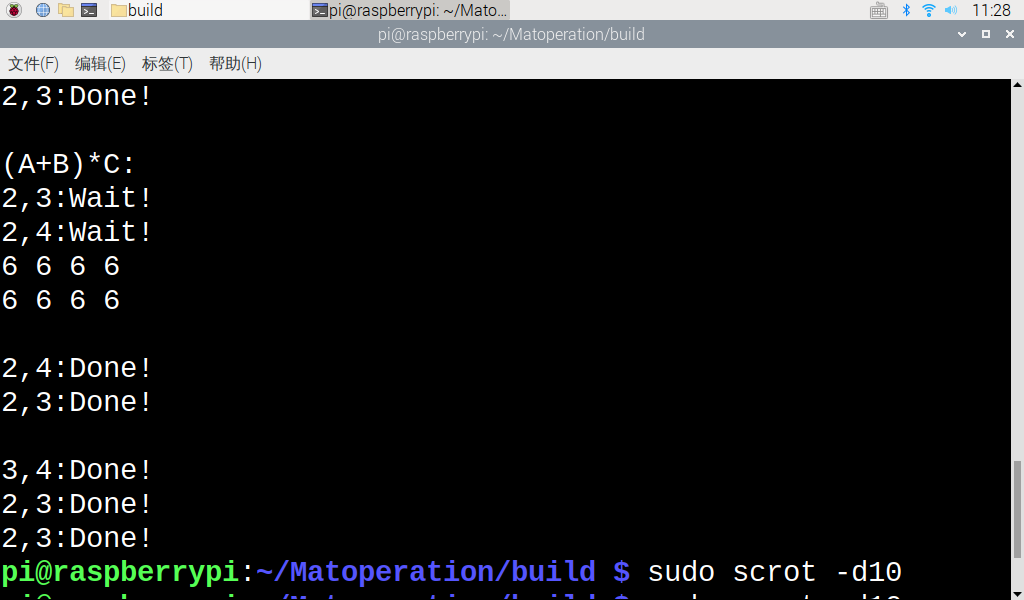 build
pi@raspberrypi: ~/Mato...
11:28
pi@raspberrypi: ~/Matoperation/build
文件(F) 编辑(E) 标签(T) 帮助(H)
2,3:Done!
(A+B)*C:
2,3:Wait!
2,4:Wait!
6 6 6 6
6 6 6 6
2,4:Done!
2,3:Done!
3,4:Done!
2,3:Done!
2,3:Done!
pi@raspberrypi:~/Matoperation/build $ sudo scrot -d10